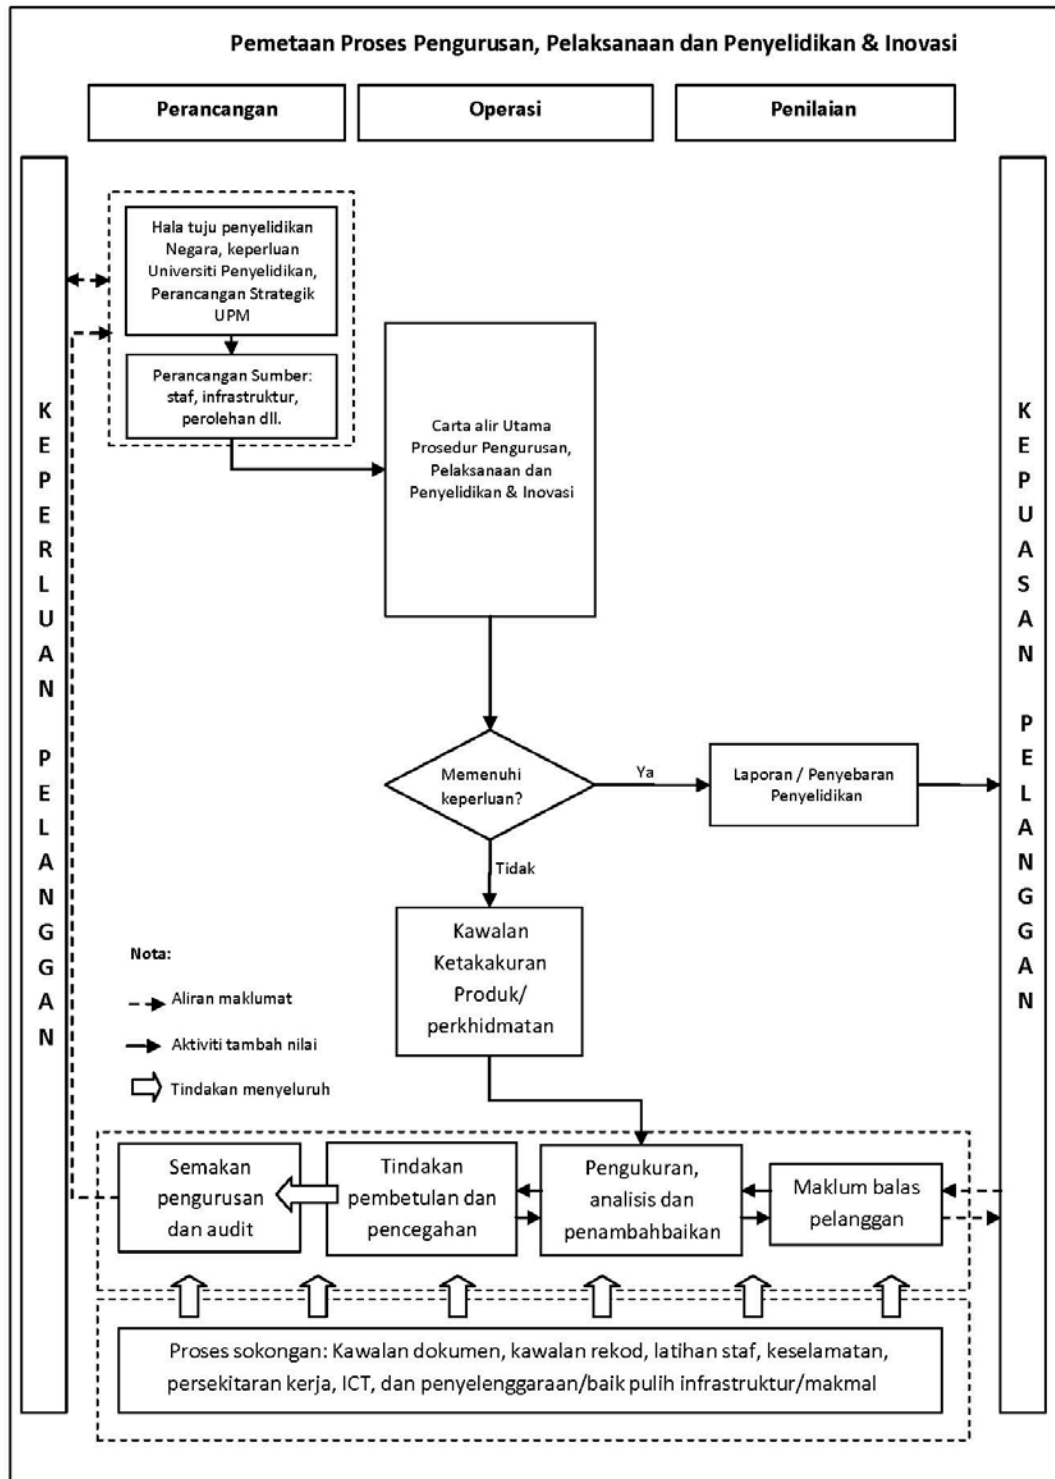 Pemetaan Proses Pengurusan, Pelaksanaan dan Penyelidikan & Inovasi
Perancangan
Operasi
Penilaian
KEPERLUAN PELANGGAN
Hala tuju penyelidikan
Negara, keperluan
Universiti Penyelidikan,
Perancangan Strategik
UPM
Perancangan Sumber:
staf, infrastruktur,
perolehan dll.
Carta alir Utama
Prosedur Pengurusan,
Pelaksanaan dan
Penyelidikan & Inovasi
KEPUASAN PELANGGAN
Memenuhi
keperluan?
Ya
Laporan / Penyebaran
Penyelidikan
Tidak
Kawalan
Ketakakuran
Produk/
perkhidmatan
Nota:
Aliran maklumat
Aktiviti tambah nilai
Tindakan menyeluruh
Semakan
pengurusan
dan audit
Tindakan
pembetulan dan
pencegahan
Pengukuran,
analisis dan
penambahbaikan
Maklum balas
pelanggan
Proses sokongan: Kawalan dokumen, kawalan rekod, latihan staf, keselamatan,
persekitaran kerja, ICT, dan penyelenggaraan/baik pulih infrastruktur/makmal